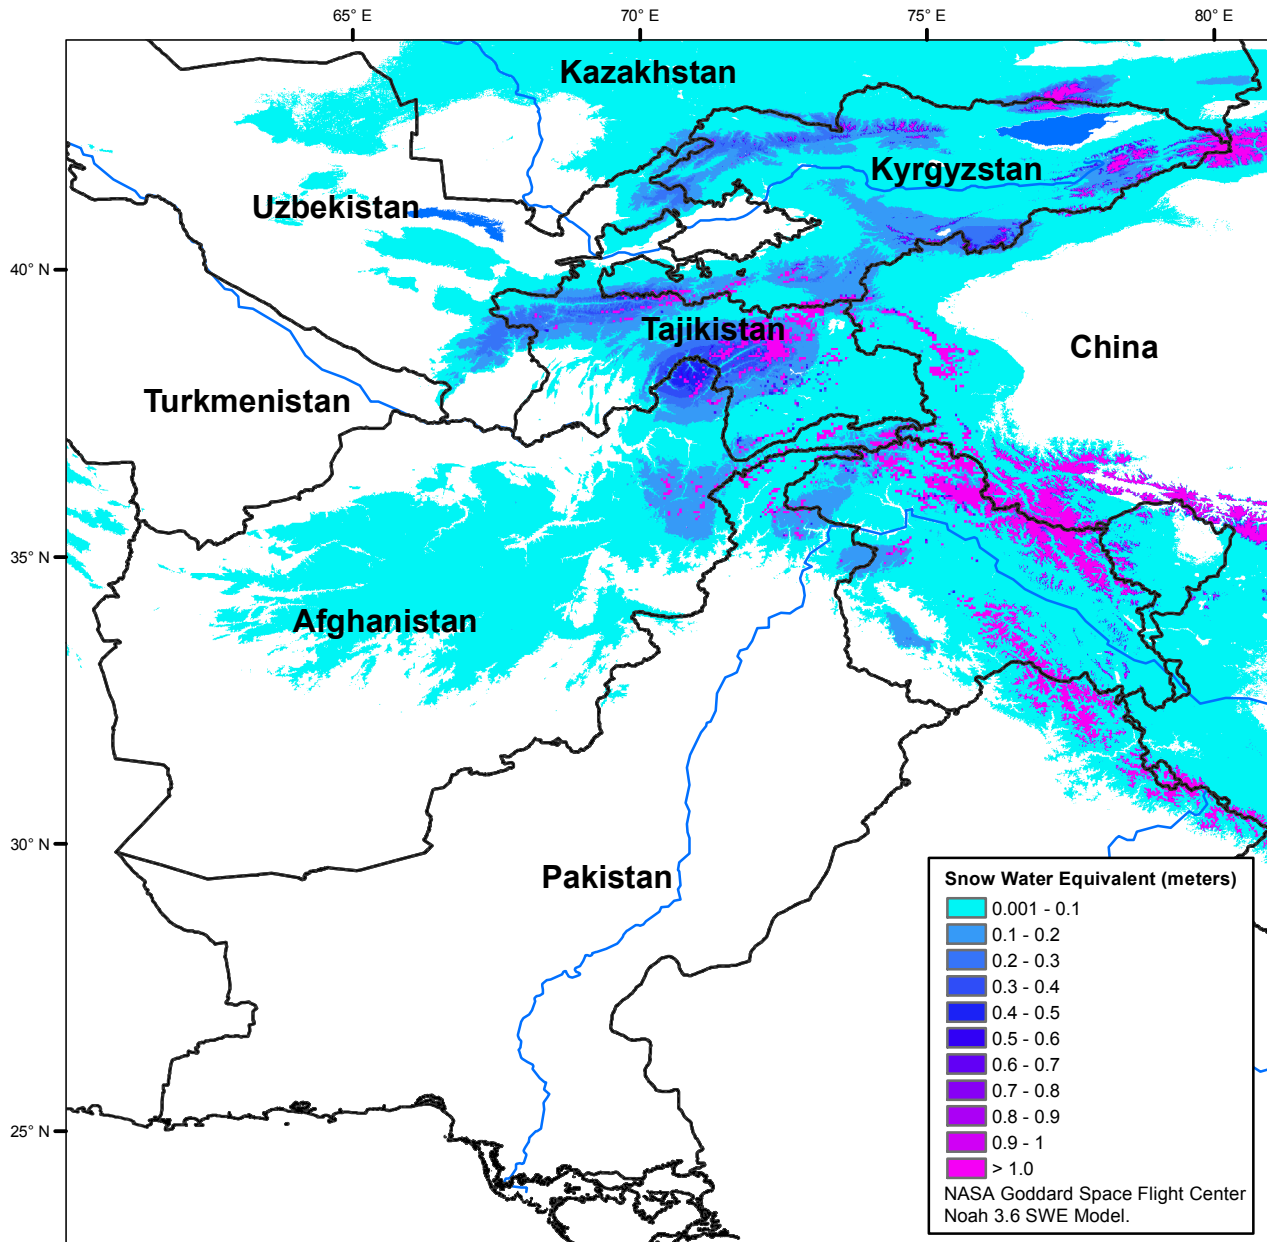 65° E 70° E 75° E 80° E
Kazakhstan
Kyrgyzstan
Uzbekistan
40° N
Tajikistan
China
Turkmenistan
35° N
Afghanistan
30° N
Pakistan
25° N
Snow Water Equivalent (meters)
0.001 - 0.1
0.1 - 0.2
0.2 - 0.3
0.3 - 0.4
0.4 - 0.5
0.5 - 0.6
0.6 - 0.7
0.7 - 0.8
0.8 - 0.9
0.9 - 1
> 1.0
NASA Goddard Space Flight Center
Noah 3.6 SWE Model.